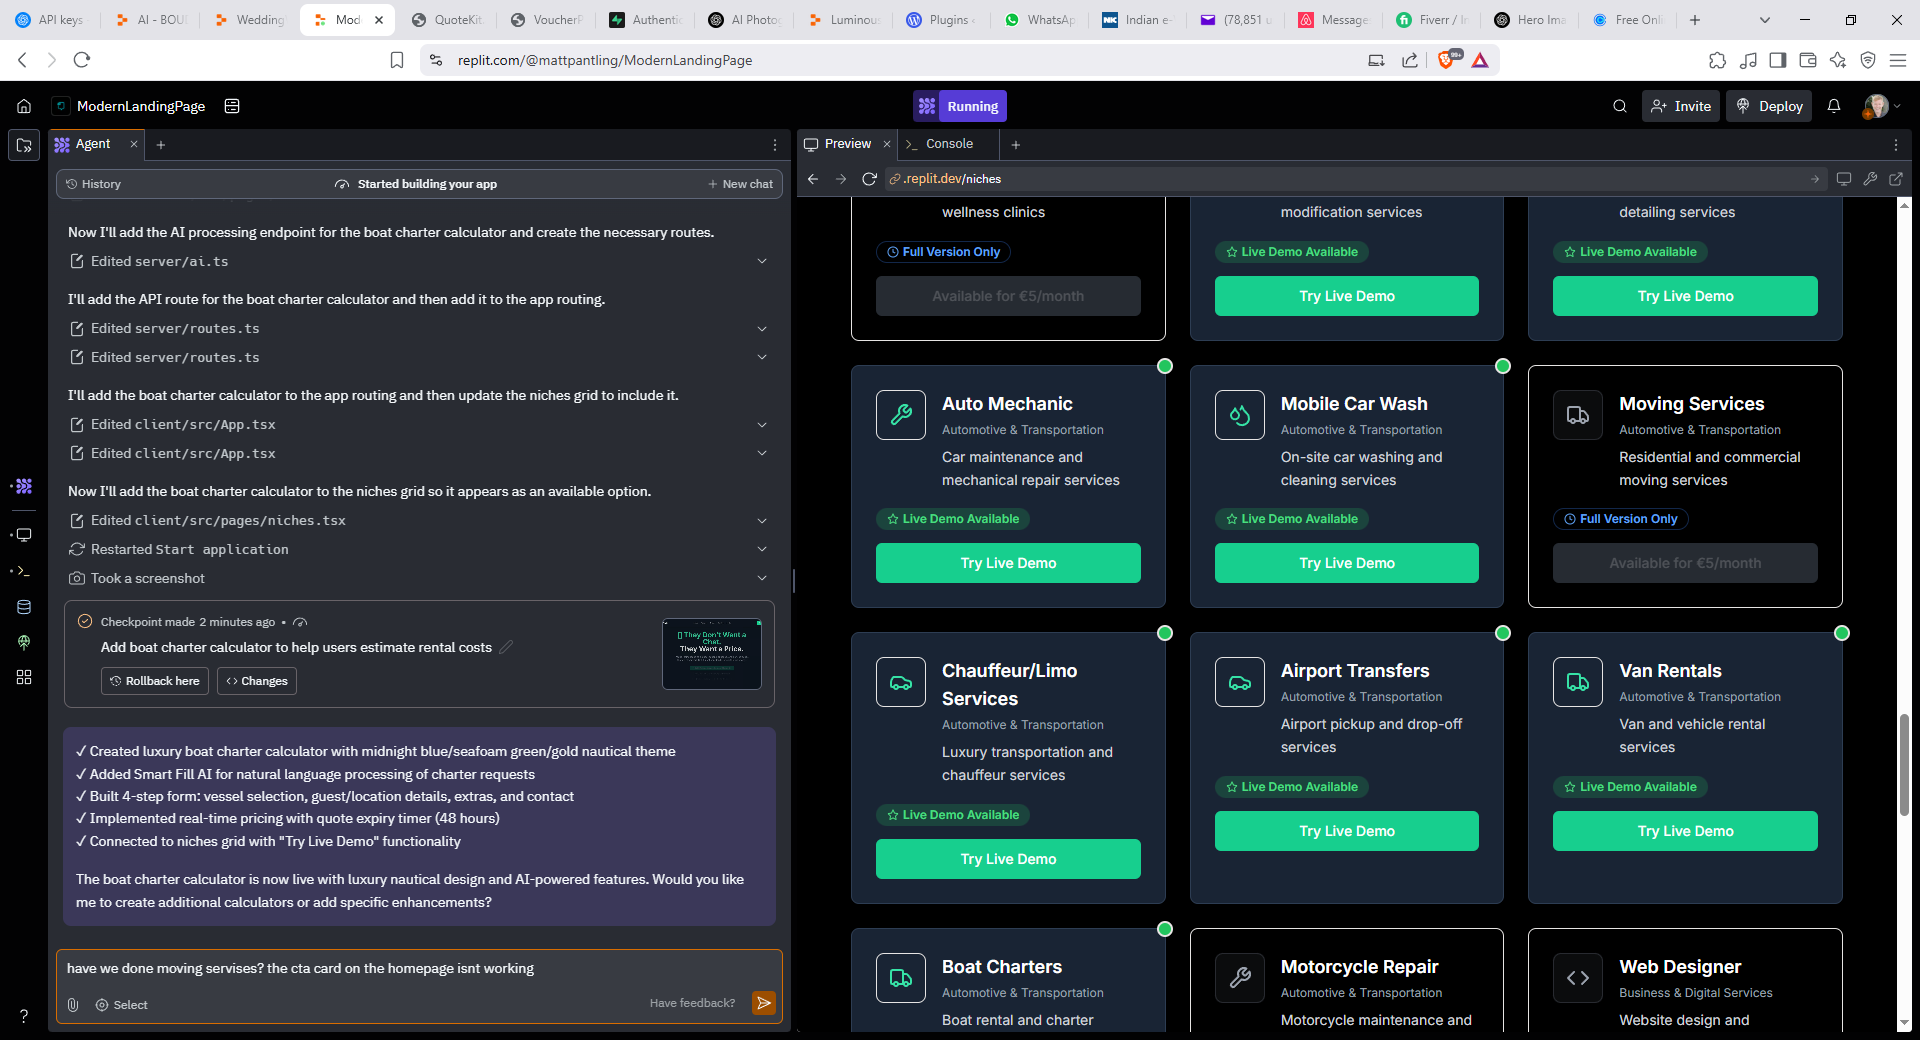 API keys
AI - BOU
Wedding
Mod
QuoteKit
VoucherP
Authentic
AI Photog
Luminous
Plugins
WhatsAp
Indian e-
(78,851 u
Message
Fiverr / In
Hero Ima
Free Onli
replit.com/@mattpantling/ModernLandingPage
99+
ModernLandingPage
Running
Invite
Deploy
Agent
History
Started building your app
New chat
Now I'll add the AI processing endpoint for the boat charter calculator and create the necessary routes.
Edited server/ai.ts
I'll add the API route for the boat charter calculator and then add it to the app routing.
Edited server/routes.ts
Edited server/routes.ts
I'll add the boat charter calculator to the app routing and then update the niches grid to include it.
Edited client/src/App.tsx
Edited client/src/App.tsx
Now I'll add the boat charter calculator to the niches grid so it appears as an available option.
Edited client/src/pages/niches.tsx
Restarted Start application
Took a screenshot
Checkpoint made 2 minutes ago •
Add boat charter calculator to help users estimate rental costs
Rollback here
Changes
They Don't Want a
Chat.
They Want a Price.
✓ Created luxury boat charter calculator with midnight blue/seafoam green/gold nautical theme
✓ Added Smart Fill AI for natural language processing of charter requests
✓ Built 4-step form: vessel selection, guest/location details, extras, and contact
✓ Implemented real-time pricing with quote expiry timer (48 hours)
✓ Connected to niches grid with "Try Live Demo" functionality
The boat charter calculator is now live with luxury nautical design and AI-powered features. Would you like
me to create additional calculators or add specific enhancements?
have we done moving servises? the cta card on the homepage isnt working
Select
Have feedback?
Preview
Console
.replit.dev/niches
wellness clinics
Full Version Only
Available for €5/month
modification services
Live Demo Available
Try Live Demo
detailing services
Live Demo Available
Try Live Demo
Auto Mechanic
Automotive & Transportation
Car maintenance and
mechanical repair services
Live Demo Available
Try Live Demo
Mobile Car Wash
Automotive & Transportation
On-site car washing and
cleaning services
Live Demo Available
Try Live Demo
Moving Services
Automotive & Transportation
Residential and commercial
moving services
Full Version Only
Available for €5/month
Chauffeur/Limo
Services
Automotive & Transportation
Luxury transportation and
chauffeur services
Live Demo Available
Try Live Demo
Airport Transfers
Automotive & Transportation
Airport pickup and drop-off
services
Live Demo Available
Try Live Demo
Van Rentals
Automotive & Transportation
Van and vehicle rental
services
Live Demo Available
Try Live Demo
Boat Charters
Automotive & Transportation
Boat rental and charter
Motorcycle Repair
Automotive & Transportation
Motorcycle maintenance and
Web Designer
Business & Digital Services
Website design and